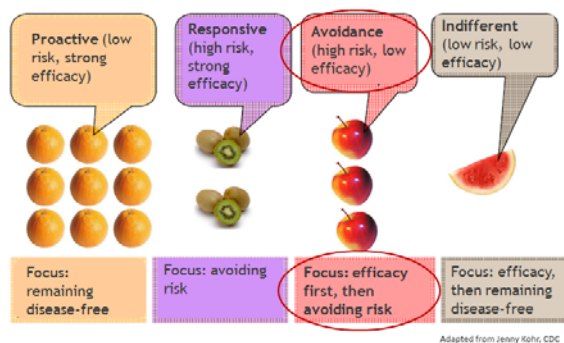 Proactive (low
risk, strong
efficacy)
Responsive
(high risk,
strong
efficacy)
Avoidance
(high risk, low
efficacy)
Indifferent
(low risk, low
efficacy)
Focus:
remaining
disease-free
Focus: avoiding
risk
Focus: efficacy
first, then
avoiding risk
Focus: efficacy,
then remaining
disease-free
Adapted from Jenny Kohr, CDC